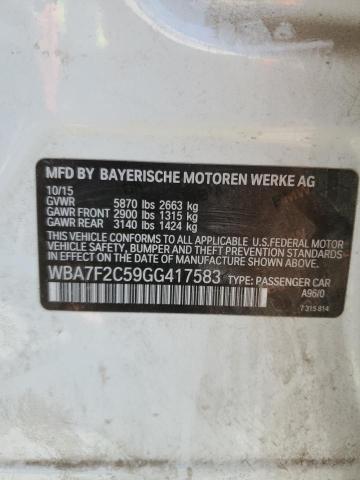 MFD BY BAYERISCHE MOTOREN WERKE AG
10/15
GVWR 5870 lbs 2663 kg
GAWR FRONT 2900 lbs 1315 kg
GAWR REAR 3140 lbs 1424 kg
THIS VEHICLE CONFORMS TO ALL APPLICABLE U.S.FEDERAL MOTOR
VEHICLE SAFETY, BUMPER, AND THEFT PREVENTION STANDARDS
IN EFFECT ON THE DATE OF MANUFACTURE SHOWN ABOVE.
WBA7F2C59GG417583 TYPE: PASSENGER CAR
A96/0
7 315 814